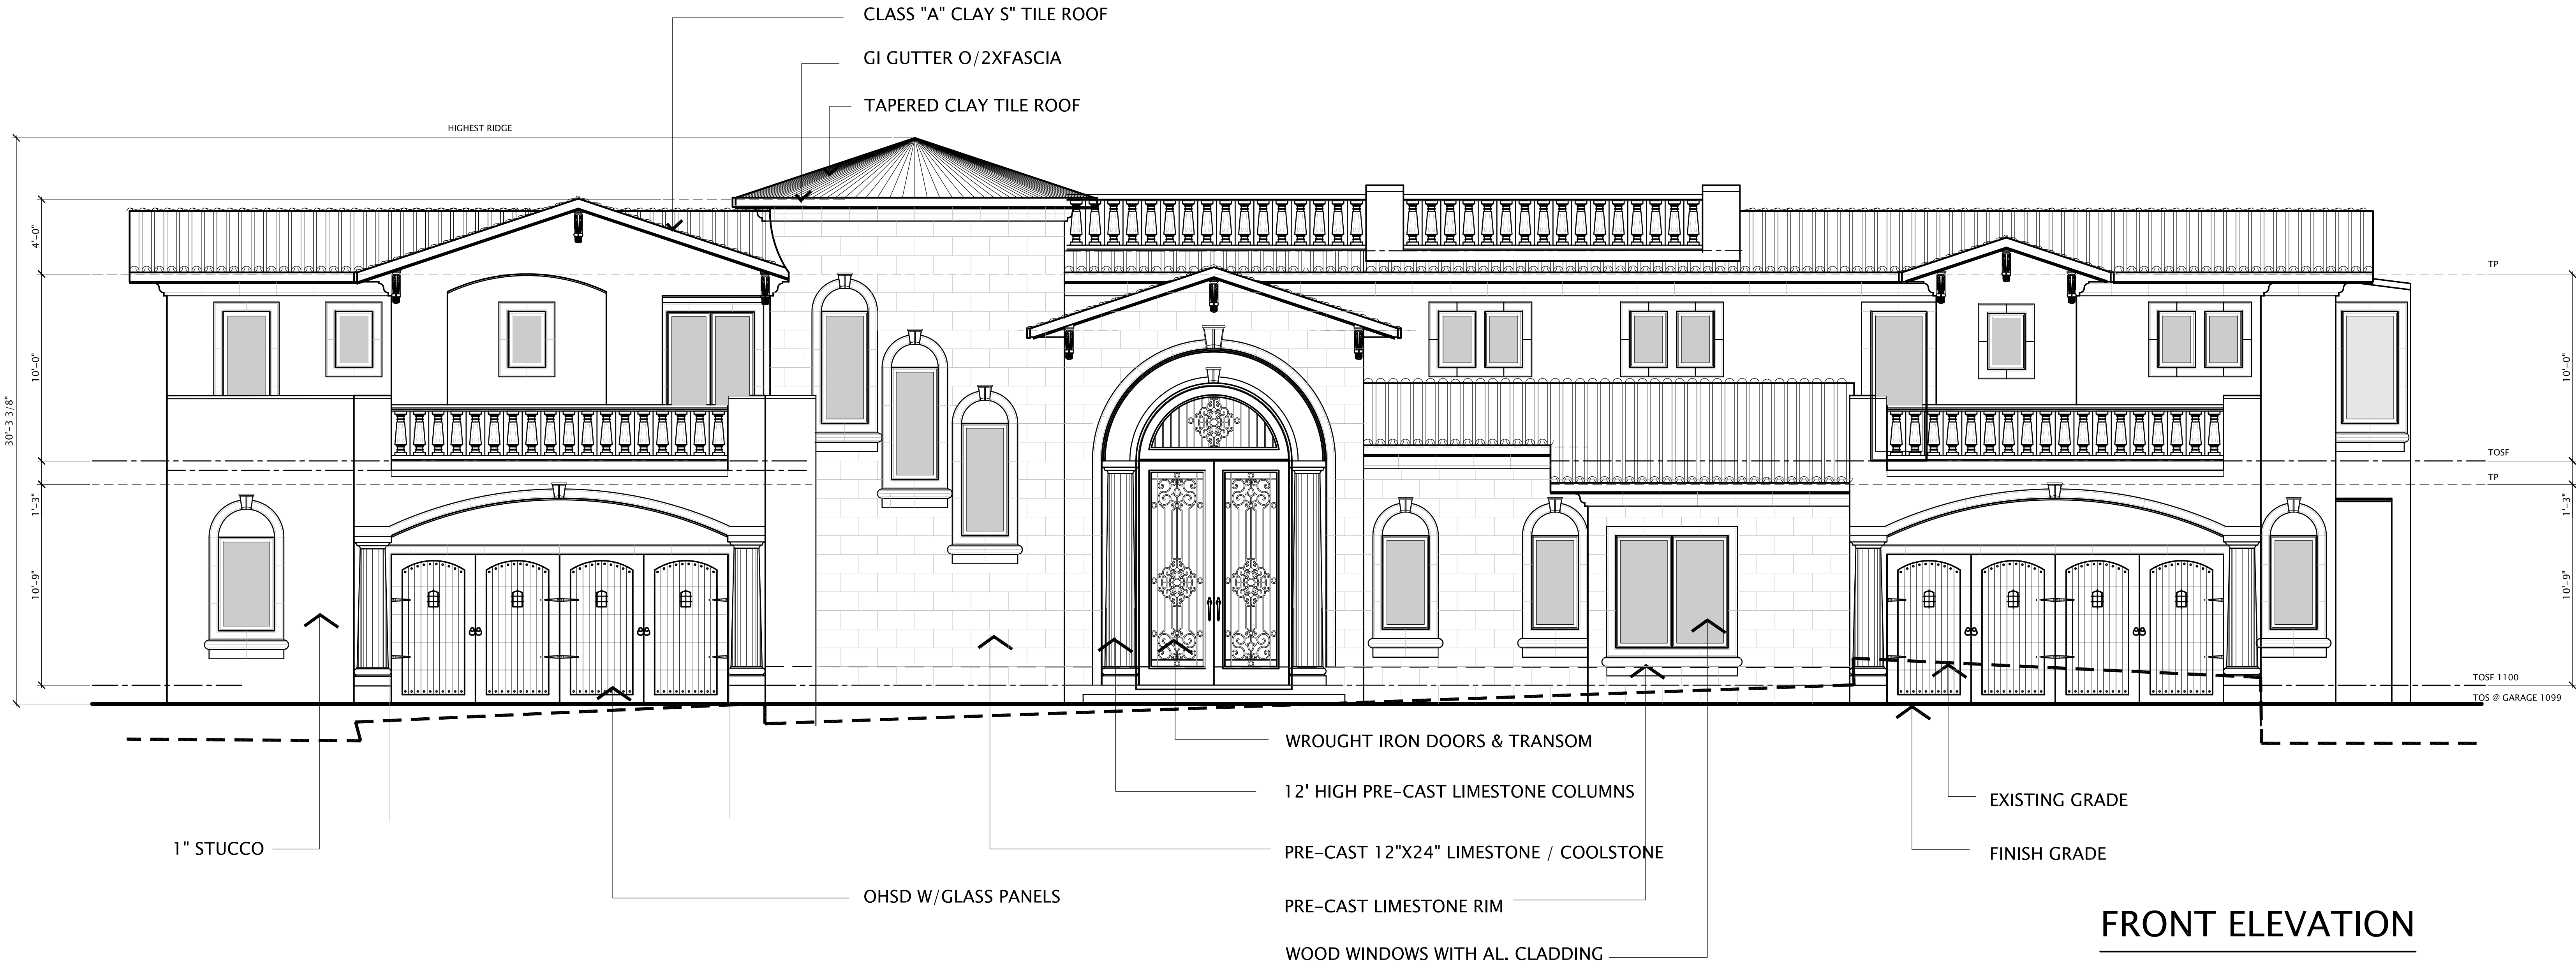 CLASS "A" CLAY S" TILE ROOF
GI GUTTER O/2XFASCIA
TAPERED CLAY TILE ROOF
HIGHEST RIDGE
4'-0"
10'-0"
30'-3 3/8"
1'-3"
10'-9"
TP
10'-0"
TOSF
TP
1'-3"
10'-9"
TOSF 1100
TOS @ GARAGE 1099
WROUGHT IRON DOORS & TRANSOM
12' HIGH PRE-CAST LIMESTONE COLUMNS
EXISTING GRADE
1" STUCCO
PRE-CAST 12"X24" LIMESTONE / COOLSTONE
FINISH GRADE
OHSD W/GLASS PANELS
PRE-CAST LIMESTONE RIM
WOOD WINDOWS WITH AL. CLADDING
FRONT ELEVATION